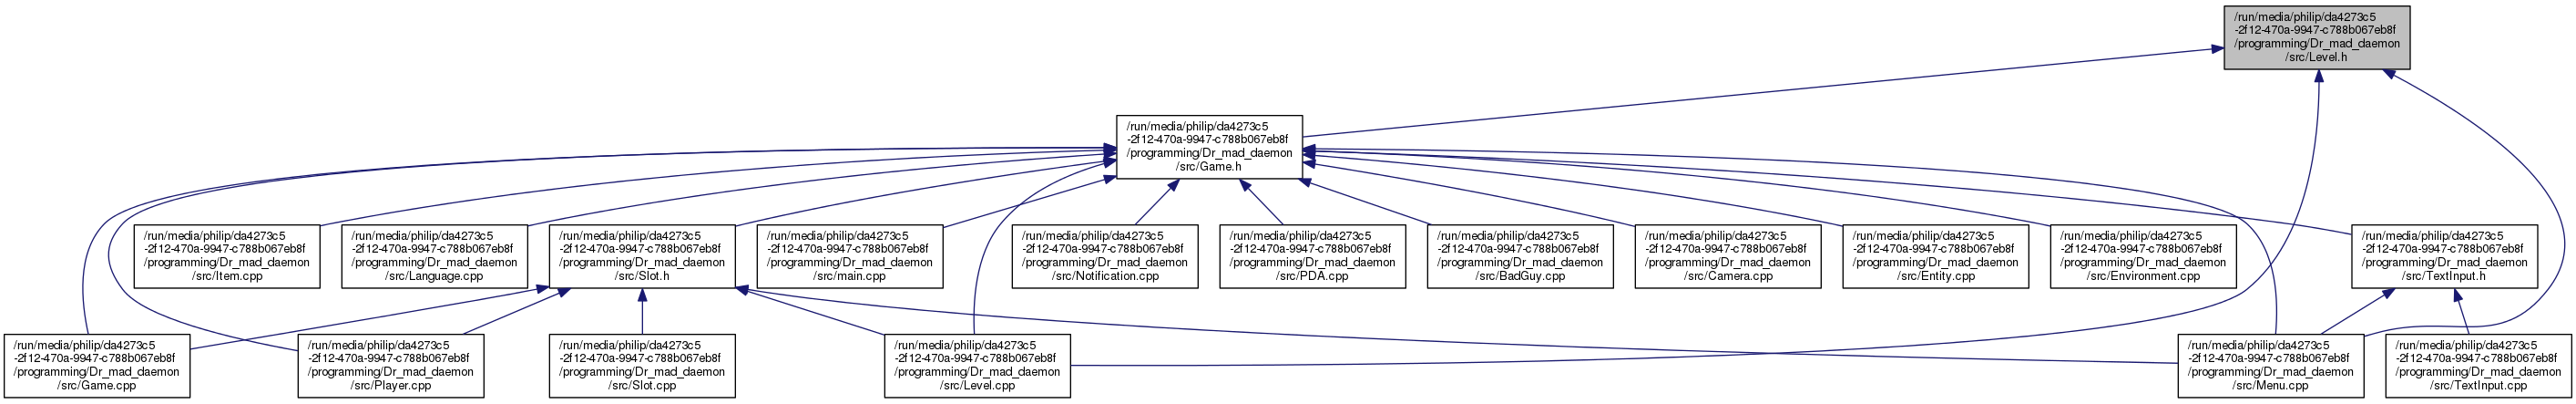 /run/media/philip/da4273c5
-2f12-470a-9947-c788b067eb8f
/programming/Dr_mad_daemon
/src/Level.h
/run/media/philip/da4273c5
-2f12-470a-9947-c788b067eb8f
/programming/Dr_mad_daemon
/src/Game.h
/run/media/philip/da4273c5
-2f12-470a-9947-c788b067eb8f
/programming/Dr_mad_daemon
/src/Item.cpp
/run/media/philip/da4273c5
-2f12-470a-9947-c788b067eb8f
/programming/Dr_mad_daemon
/src/Language.cpp
/run/media/philip/da4273c5
-2f12-470a-9947-c788b067eb8f
/programming/Dr_mad_daemon
/src/Slot.h
/run/media/philip/da4273c5
-2f12-470a-9947-c788b067eb8f
/programming/Dr_mad_daemon
/src/main.cpp
/run/media/philip/da4273c5
-2f12-470a-9947-c788b067eb8f
/programming/Dr_mad_daemon
/src/Notification.cpp
/run/media/philip/da4273c5
-2f12-470a-9947-c788b067eb8f
/programming/Dr_mad_daemon
/src/PDA.cpp
/run/media/philip/da4273c5
-2f12-470a-9947-c788b067eb8f
/programming/Dr_mad_daemon
/src/BadGuy.cpp
/run/media/philip/da4273c5
-2f12-470a-9947-c788b067eb8f
/programming/Dr_mad_daemon
/src/Camera.cpp
/run/media/philip/da4273c5
-2f12-470a-9947-c788b067eb8f
/programming/Dr_mad_daemon
/src/Entity.cpp
/run/media/philip/da4273c5
-2f12-470a-9947-c788b067eb8f
/programming/Dr_mad_daemon
/src/Environment.cpp
/run/media/philip/da4273c5
-2f12-470a-9947-c788b067eb8f
/programming/Dr_mad_daemon
/src/TextInput.h
/run/media/philip/da4273c5
-2f12-470a-9947-c788b067eb8f
/programming/Dr_mad_daemon
/src/Game.cpp
/run/media/philip/da4273c5
-2f12-470a-9947-c788b067eb8f
/programming/Dr_mad_daemon
/src/Player.cpp
/run/media/philip/da4273c5
-2f12-470a-9947-c788b067eb8f
/programming/Dr_mad_daemon
/src/Slot.cpp
/run/media/philip/da4273c5
-2f12-470a-9947-c788b067eb8f
/programming/Dr_mad_daemon
/src/Level.cpp
/run/media/philip/da4273c5
-2f12-470a-9947-c788b067eb8f
/programming/Dr_mad_daemon
/src/Menu.cpp
/run/media/philip/da4273c5
-2f12-470a-9947-c788b067eb8f
/programming/Dr_mad_daemon
/src/TextInput.cpp